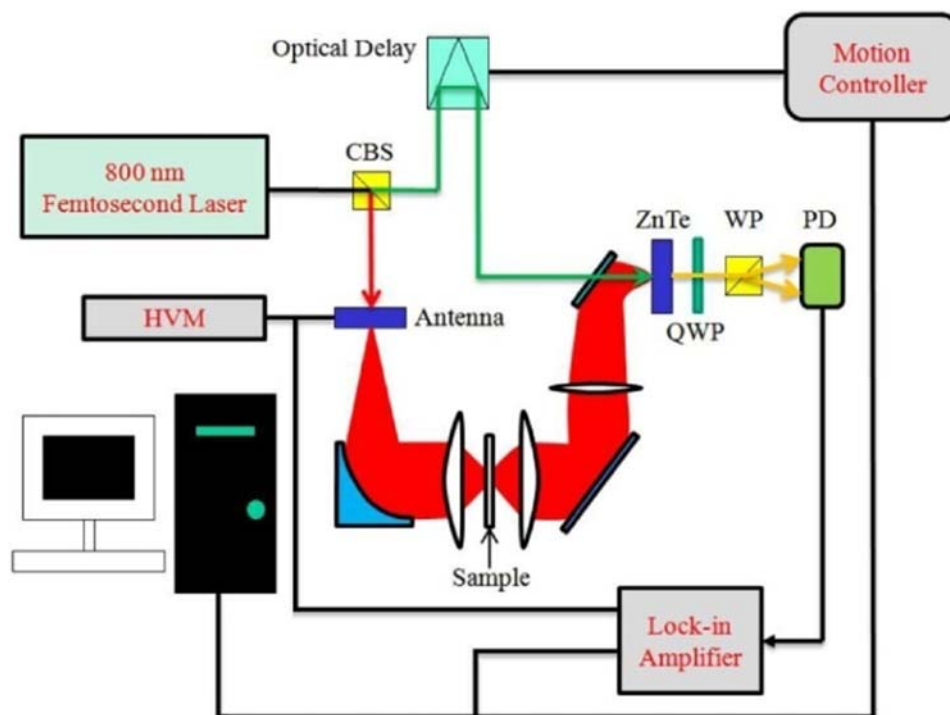 Optical Delay
Motion
Controller
CBS
800 nm
Femtosecond Laser
ZnTe
WP
PD
HVM
Antenna
QWP
Sample
Lock-in
Amplifier